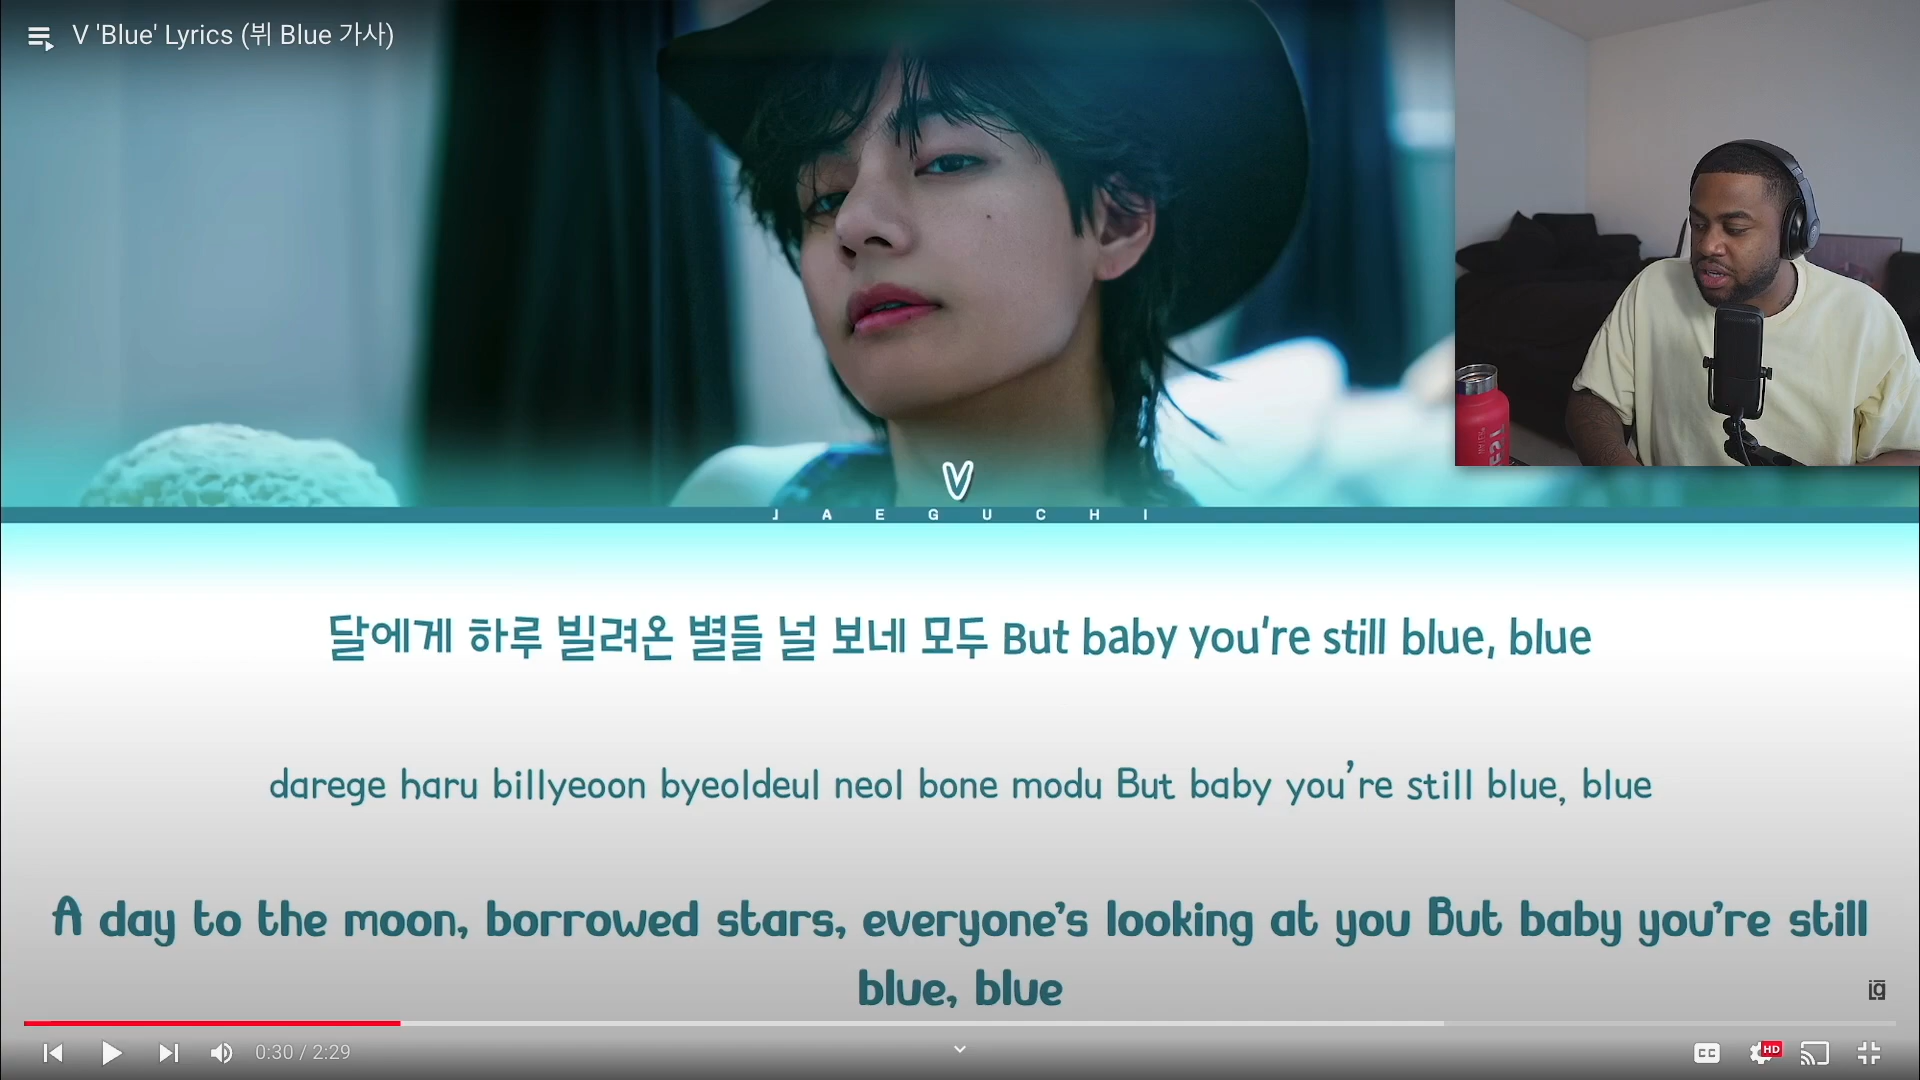 V 'Blue' Lyrics (뷔 Blue 가사)
V
J A E G U C H I
달에게 하루 빌려온 별들 널 보네 모두 But baby you're still blue, blue
darege haru billyeoon byeoldeul neol bone modu But baby you're still blue, blue
A day to the moon, borrowed stars, everyone's looking at you But baby you're still
blue, blue
0:30 / 2:29
CC
HD